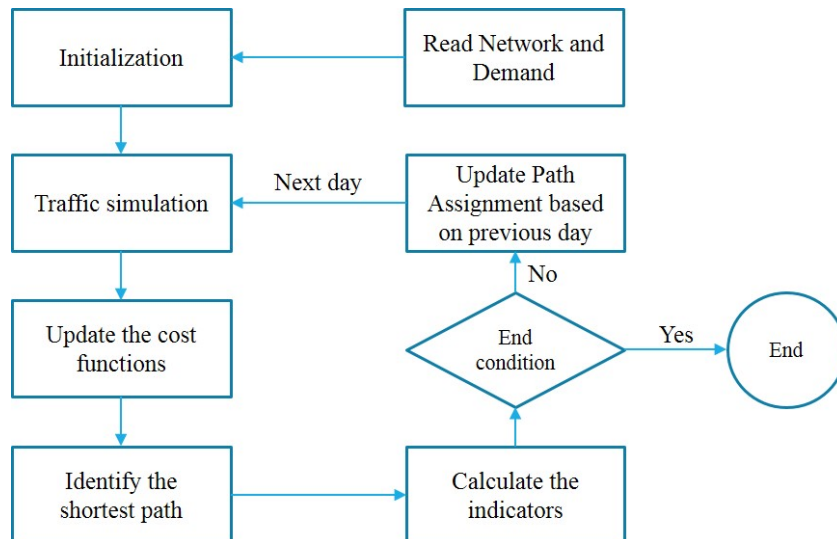 Initialization
Read Network and
Demand
Traffic simulation
Next day
Update Path
Assignment based
on previous day
No
Update the cost
functions
End
condition
Yes
End
Identify the
shortest path
Calculate the
indicators